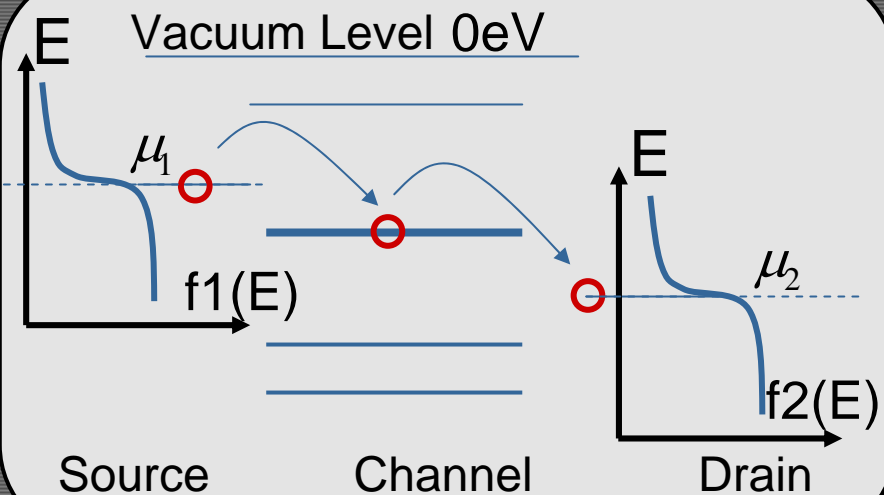 Vacuum Level 0eV
E
μ1
f1(E)
E
μ2
f2(E)
Source
Channel
Drain